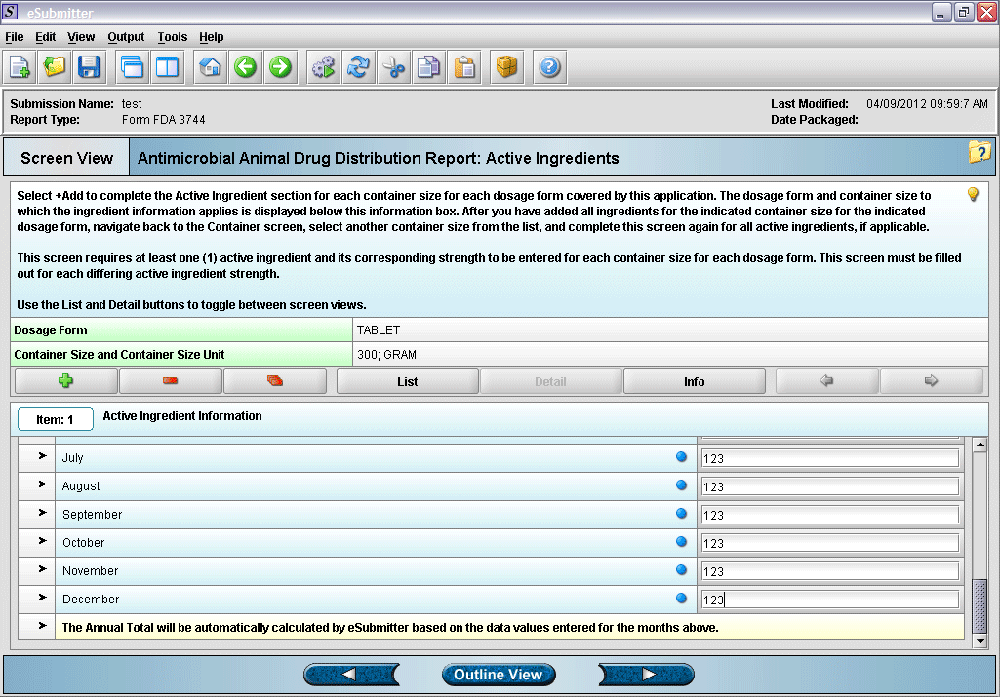 eSubmitter
File Edit View Output Tools Help
Submission Name: test
Last Modified: 04/09/2012 09:59:7 AM
Report Type: Form FDA 3744
Date Packaged:
Screen View
Antimicrobial Animal Drug Distribution Report: Active Ingredients
Select +Add to complete the Active Ingredient section for each container size for each dosage form covered by this application. The dosage form and container size to
which the ingredient information applies is displayed below this information box. After you have added all ingredients for the indicated container size for the indicated
dosage form, navigate back to the Container screen, select another container size from the list, and complete this screen again for all active ingredients, if applicable.
This screen requires at least one (1) active ingredient and its corresponding strength to be entered for each container size for each dosage form. This screen must be filled
out for each differing active ingredient strength.
Use the List and Detail buttons to toggle between screen views.
Dosage Form TABLET
Container Size and Container Size Unit 300; GRAM
List Detail Info
Item: 1 Active Ingredient Information
July 123
August 123
September 123
October 123
November 123
December 123
The Annual Total will be automatically calculated by eSubmitter based on the data values entered for the months above.
Outline View